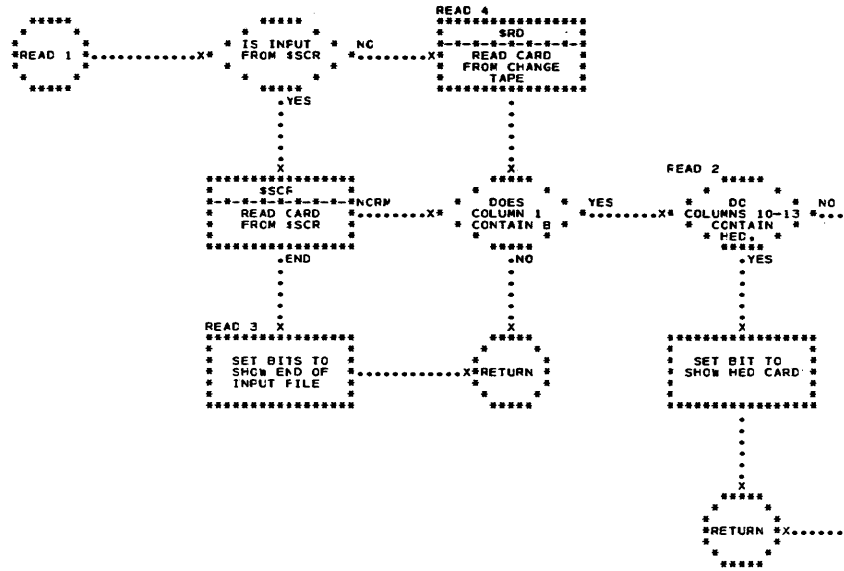 READ 4
READ 1
IS INPUT
FROM $SCR
NO
$RD
READ CARD
FROM CHANGE
TAPE
YES
READ 2
$SCR
READ CARD
FROM $SCR
NORM
DOES
COLUMN 1
CONTAIN B
YES
DO
COLUMNS 10-13
CONTAIN
HED.
NO
END
NO
YES
READ 3
SET BITS TO
SHOW END OF
INPUT FILE
RETURN
SET BIT TO
SHOW HED CARD
RETURN